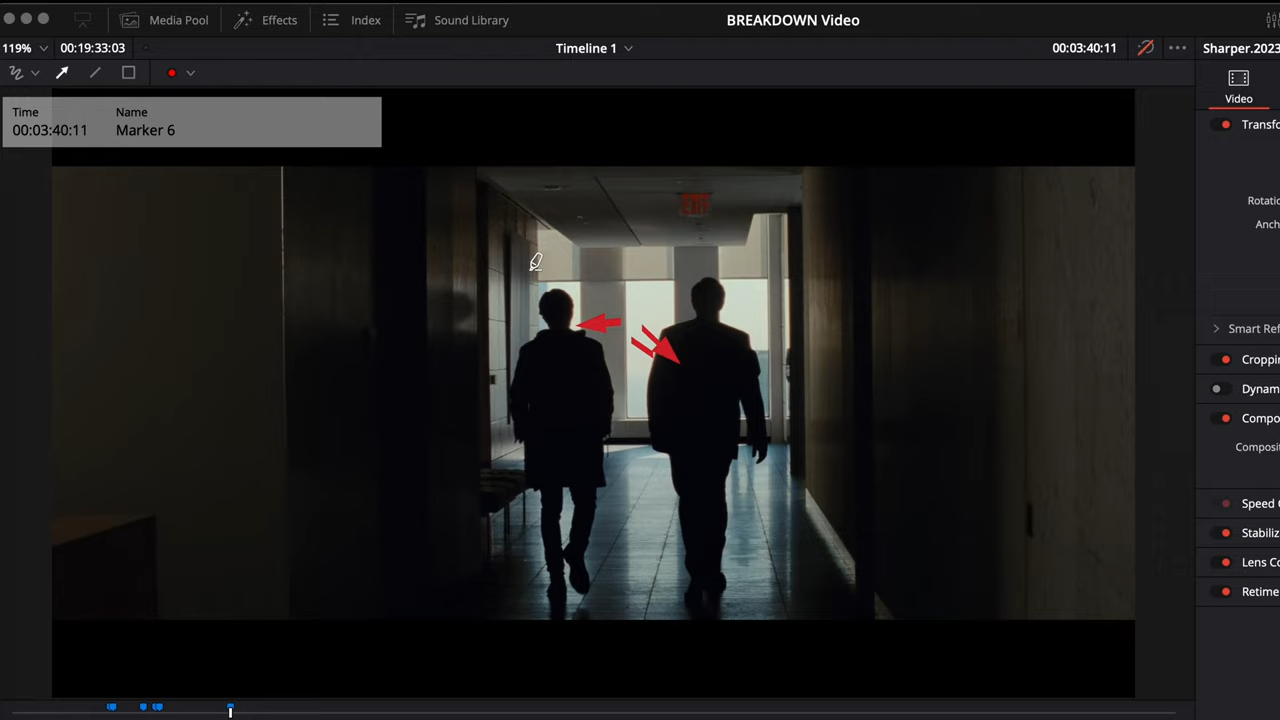 Media Pool Effects Index Sound Library BREAKDOWN Video
119% 00:19:33:03 Timeline 1 00:03:40:11 Sharper.2023
Video
Time Name
00:03:40:11 Marker 6
Transfo
EXIT
Rotatio
Anch
Smart Ref
Croppin
Dynam
Compo
Composit
Speed C
Stabiliz
Lens Co
Retime